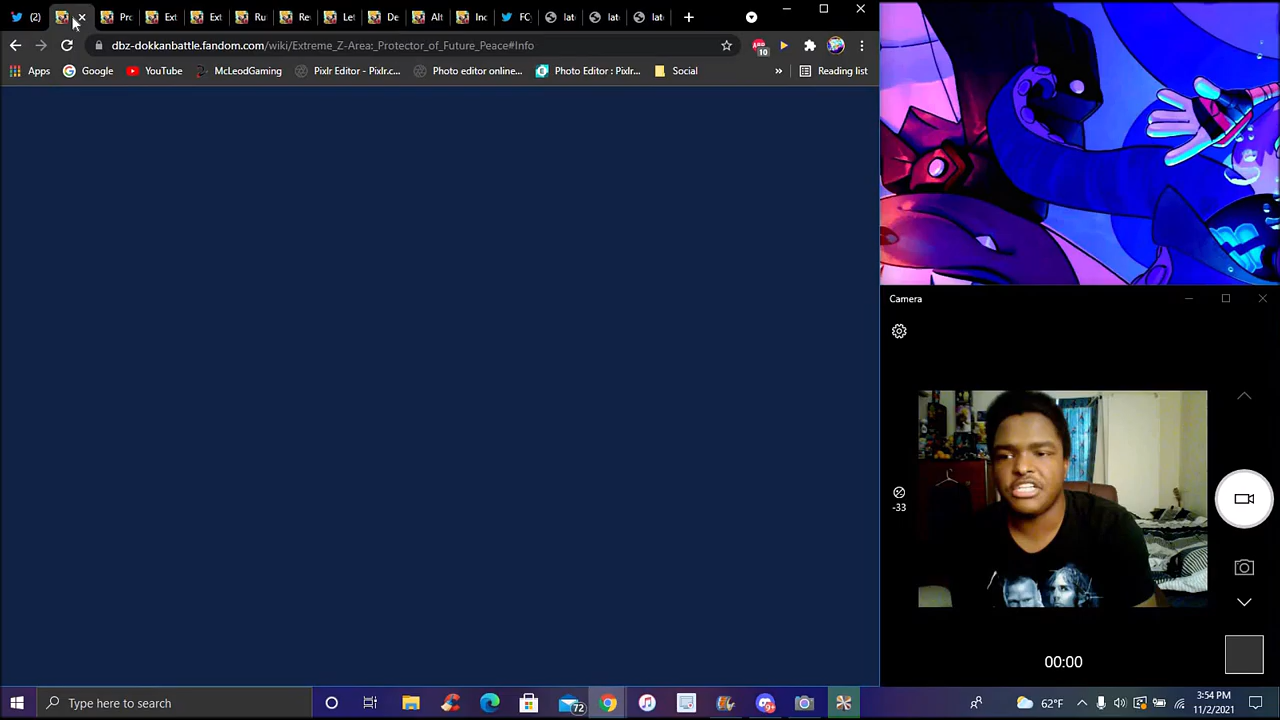 (2) Pro Ext Ext Ru Re Let De Alt Inc FC lat lat lat
dbz-dokkanbattle.fandom.com/wiki/Extreme_Z-Area:_Protector_of_Future_Peace#Info
10
Apps Google YouTube McLeodGaming Pixlr Editor - Pixlr.c... Photo editor online... Photo Editor : Pixlr... Social » Reading list
Camera
-33
00:00
Type here to search
72
62°F
3:54 PM
11/2/2021